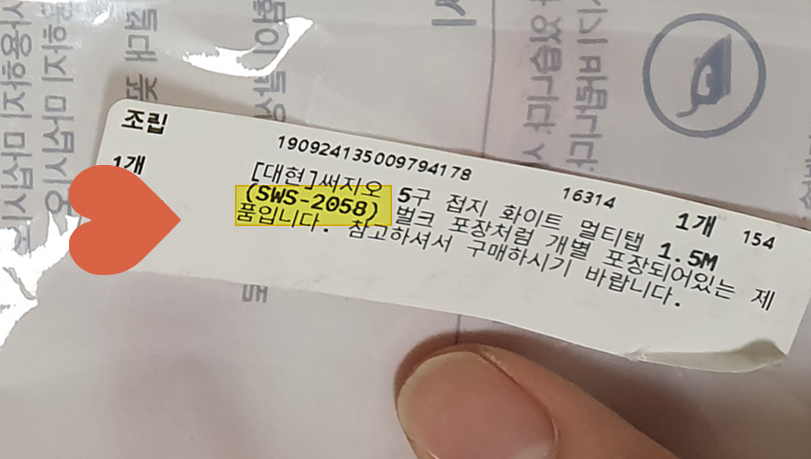 조립
190924135009794178 16314 1개 154
1개
[대현]써지오 5구 접지 화이트 멀티탭 1.5M
(SWS-2058) 벌크 포장처럼 개별 포장되어있는 제
품입니다. 참고하셔서 구매하시기 바랍니다.